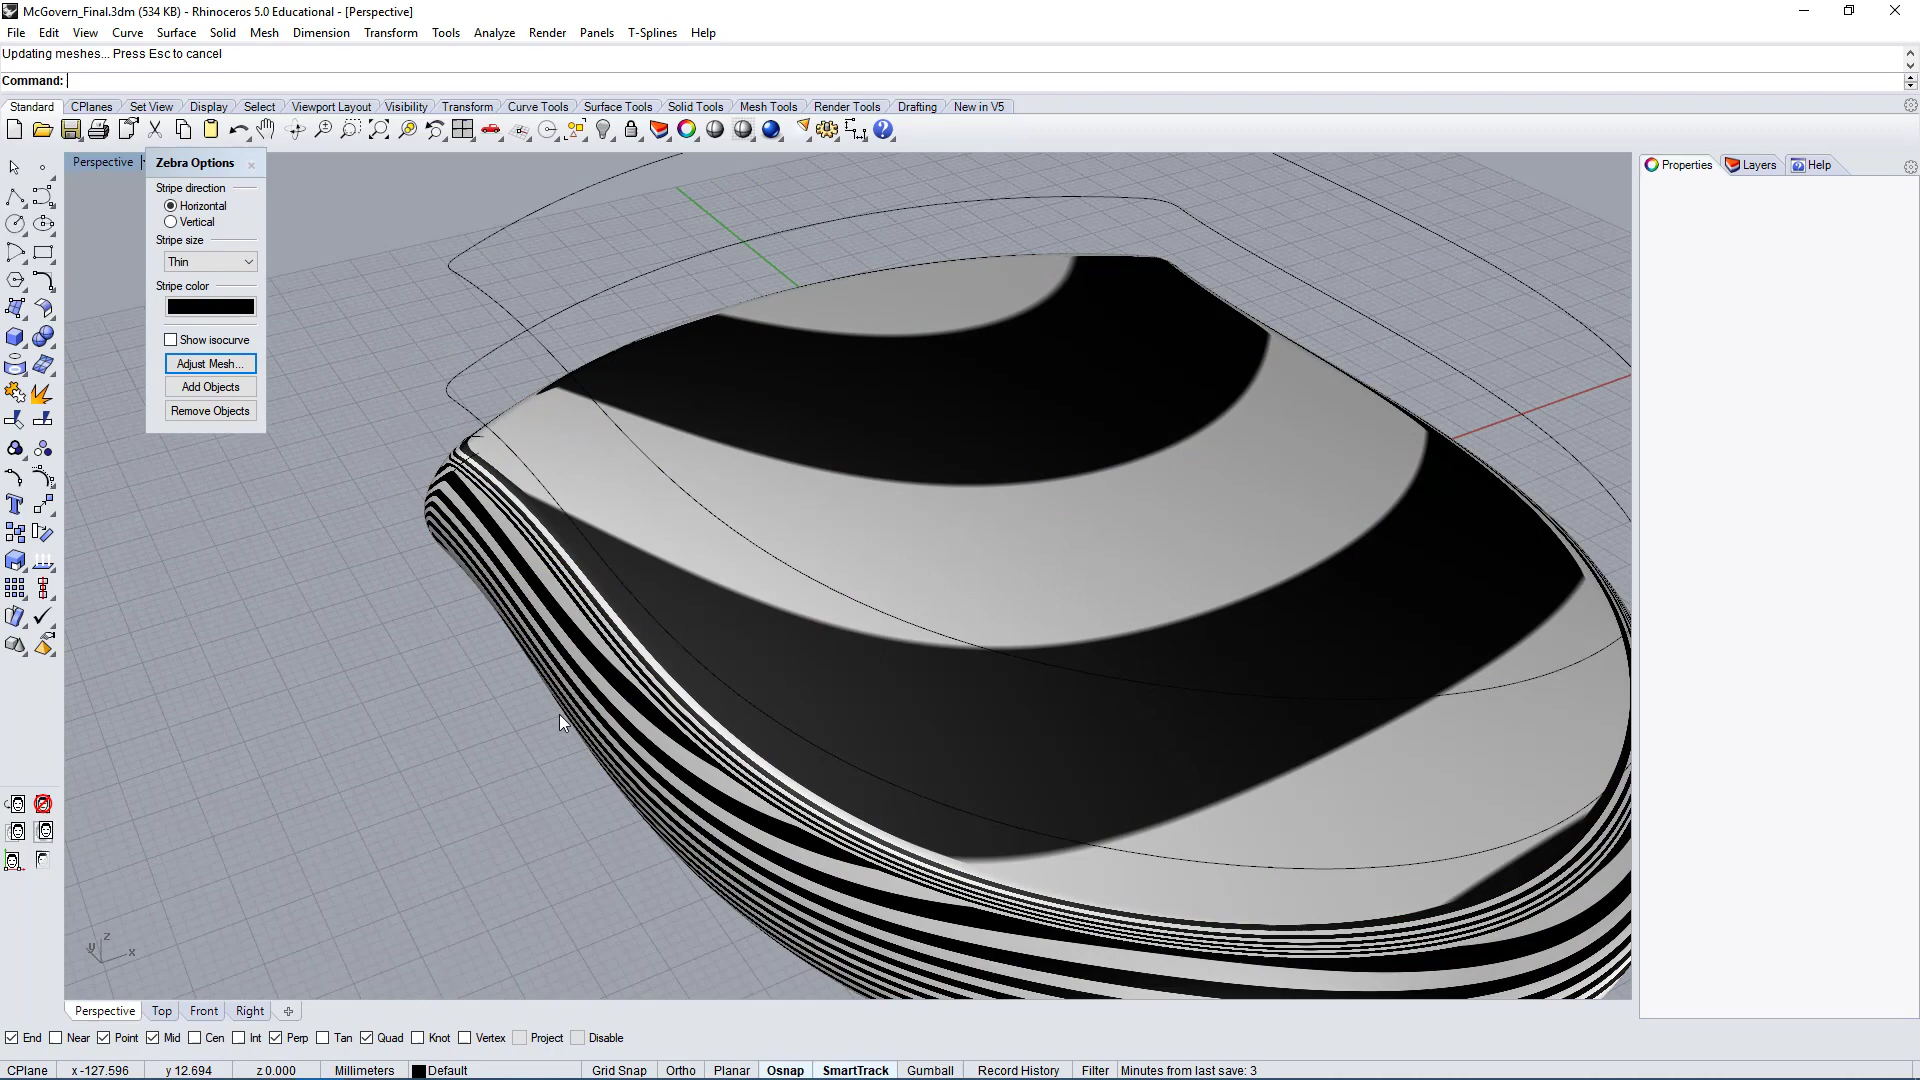 McGovern_Final.3dm (534 KB) - Rhinoceros 5.0 Educational - [Perspective]
File Edit View Curve Surface Solid Mesh Dimension Transform Tools Analyze Render Panels T-Splines Help
Updating meshes... Press Esc to cancel
Command:
Standard CPlanes Set View Display Select Viewport Layout Visibility Transform Curve Tools Surface Tools Solid Tools Mesh Tools Render Tools Drafting New in V5
Perspective
Zebra Options
Stripe direction
Horizontal
Vertical
Stripe size
Thin
Stripe color
Show isocurve
Adjust Mesh...
Add Objects
Remove Objects
Properties Layers Help
z
y
x
Perspective Top Front Right
End Near Point Mid Cen Int Perp Tan Quad Knot Vertex Project Disable
CPlane x -127.596 y 12.694 z 0.000 Millimeters Default Grid Snap Ortho Planar Osnap SmartTrack Gumball Record History Filter Minutes from last save: 3